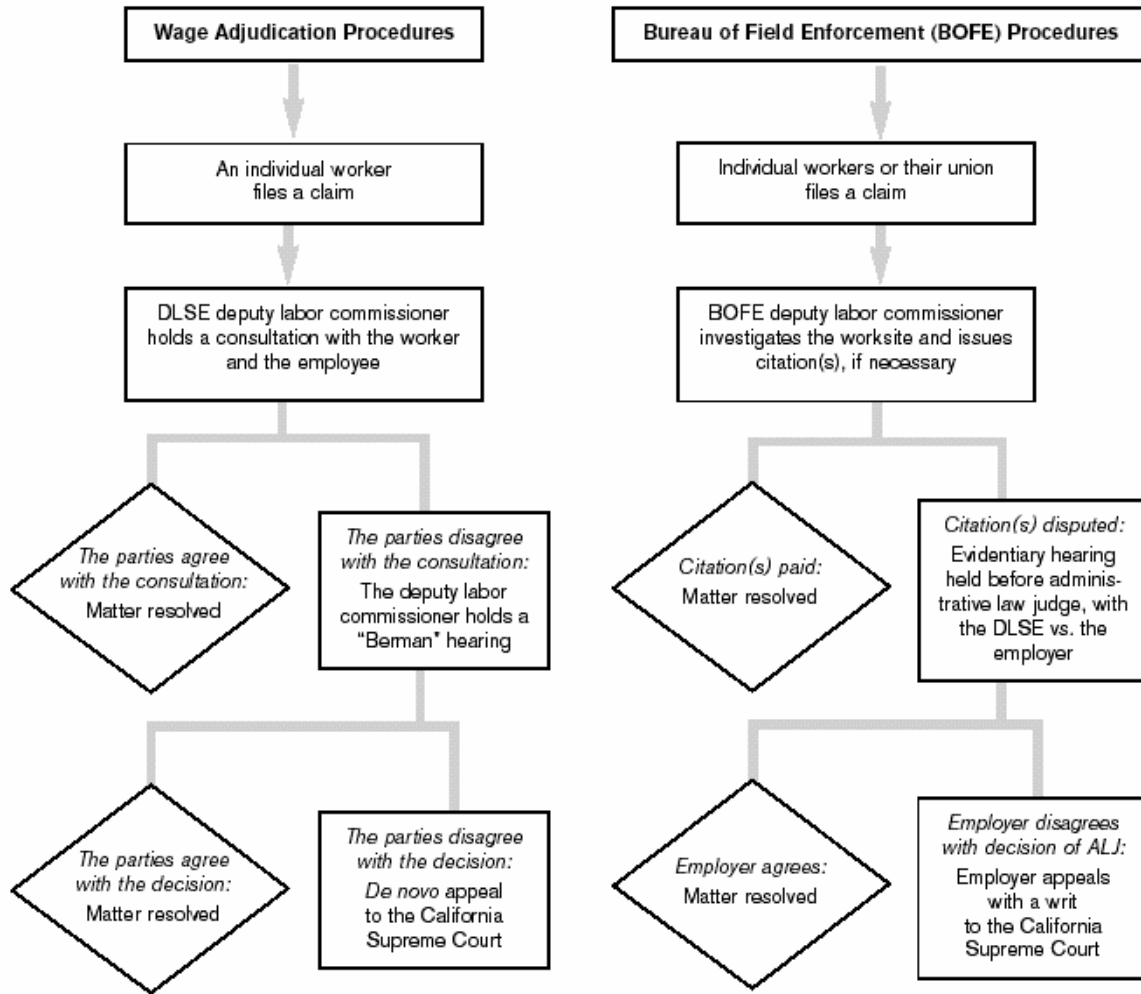 Wage Adjudication Procedures
An individual worker
files a claim
DLSE deputy labor commissioner
holds a consultation with the worker
and the employee
The parties agree
with the consultation:
Matter resolved
The parties disagree
with the consultation:
The deputy labor
commissioner holds a
“Berman” hearing
The parties agree
with the decision:
Matter resolved
The parties disagree
with the decision:
De novo appeal
to the California
Supreme Court
Bureau of Field Enforcement (BOFE) Procedures
Individual workers or their union
files a claim
BOFE deputy labor commissioner
investigates the worksite and issues
citation(s), if necessary
Citation(s) paid:
Matter resolved
Citation(s) disputed:
Evidentiary hearing
held before adminis-
trative law judge, with
the DLSE vs. the
employer
Employer agrees:
Matter resolved
Employer disagrees
with decision of ALJ:
Employer appeals
with a writ
to the California
Supreme Court